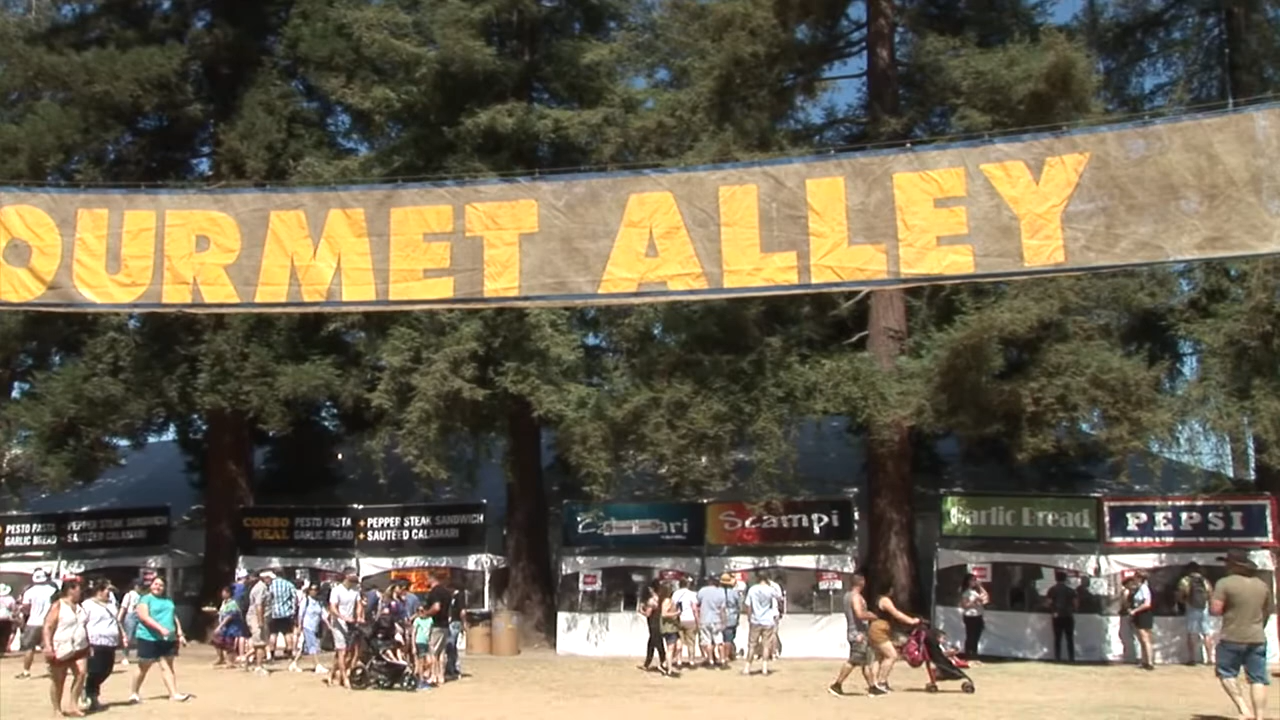 OURMET ALLEY
PESTO PASTA + PEPPER STEAK SANDWICH
GARLIC BREAD + SAUTÉED CALAMARI
COMBO MEAL
PESTO PASTA + PEPPER STEAK SANDWICH
GARLIC BREAD + SAUTÉED CALAMARI
Calamari
Scampi
Garlic Bread
PEPSI